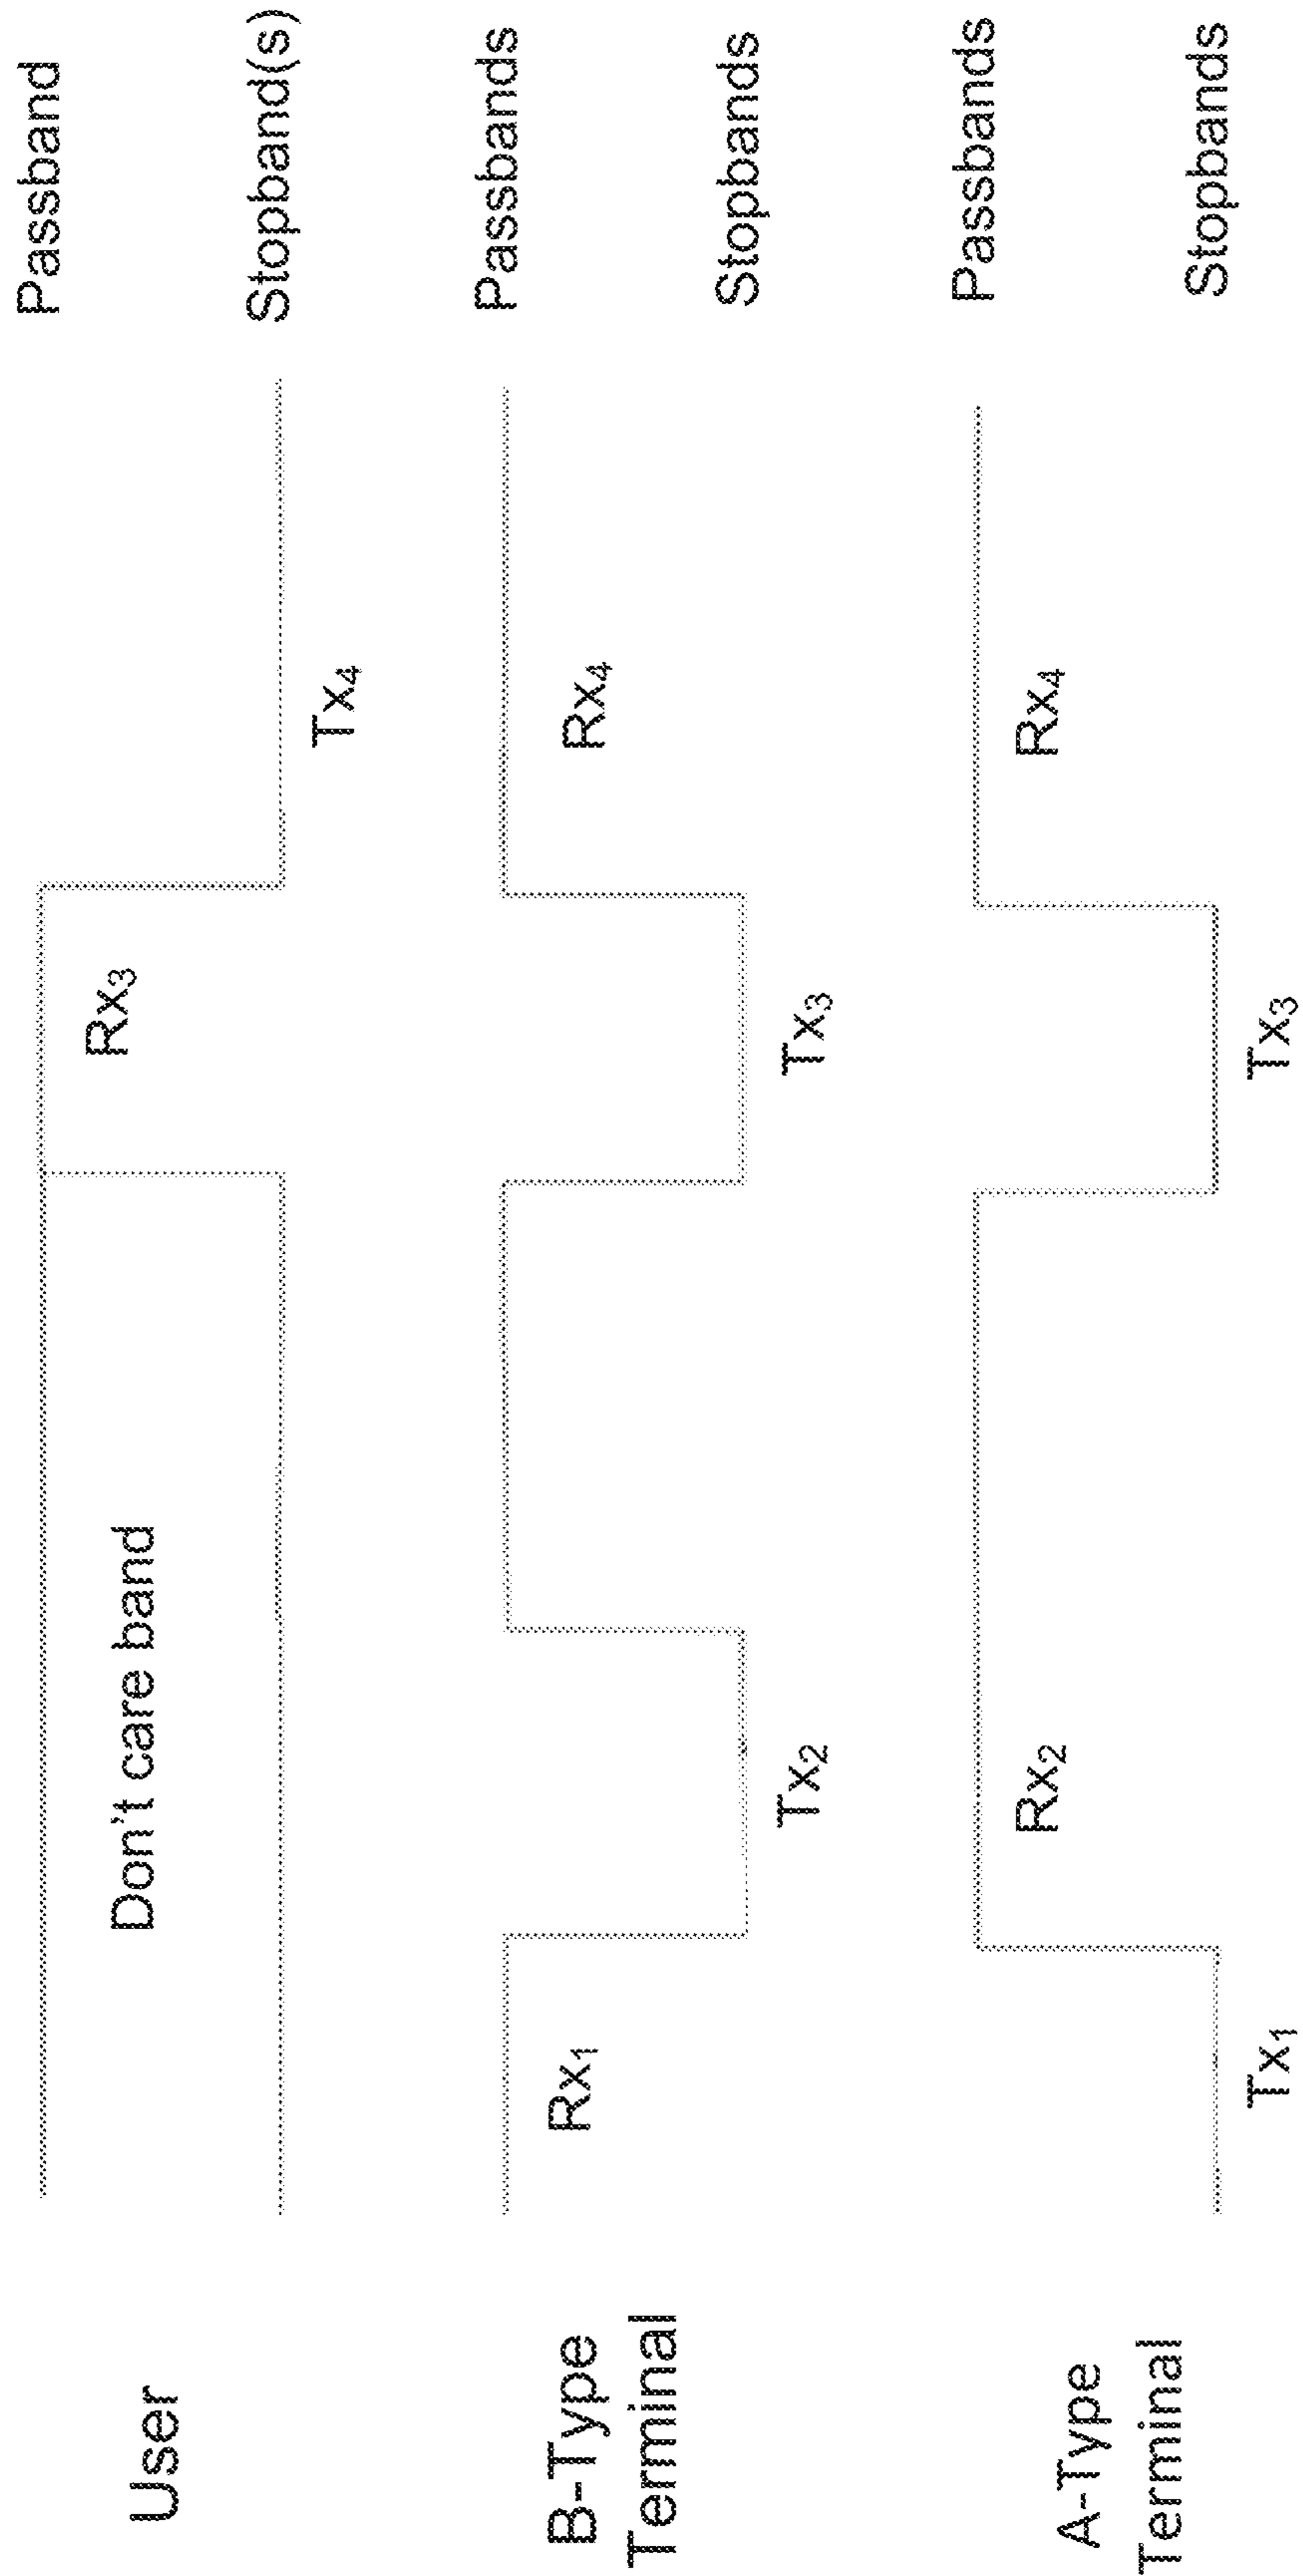 User
Don't care band
Rx₃
Tx₄
Passband
Stopband(s)
B-Type
Terminal
Rx₁
Tx₂
Tx₃
Rx₄
Passbands
Stopbands
A-Type
Terminal
Tx₁
Rx₂
Tx₃
Rx₄
Passbands
Stopbands